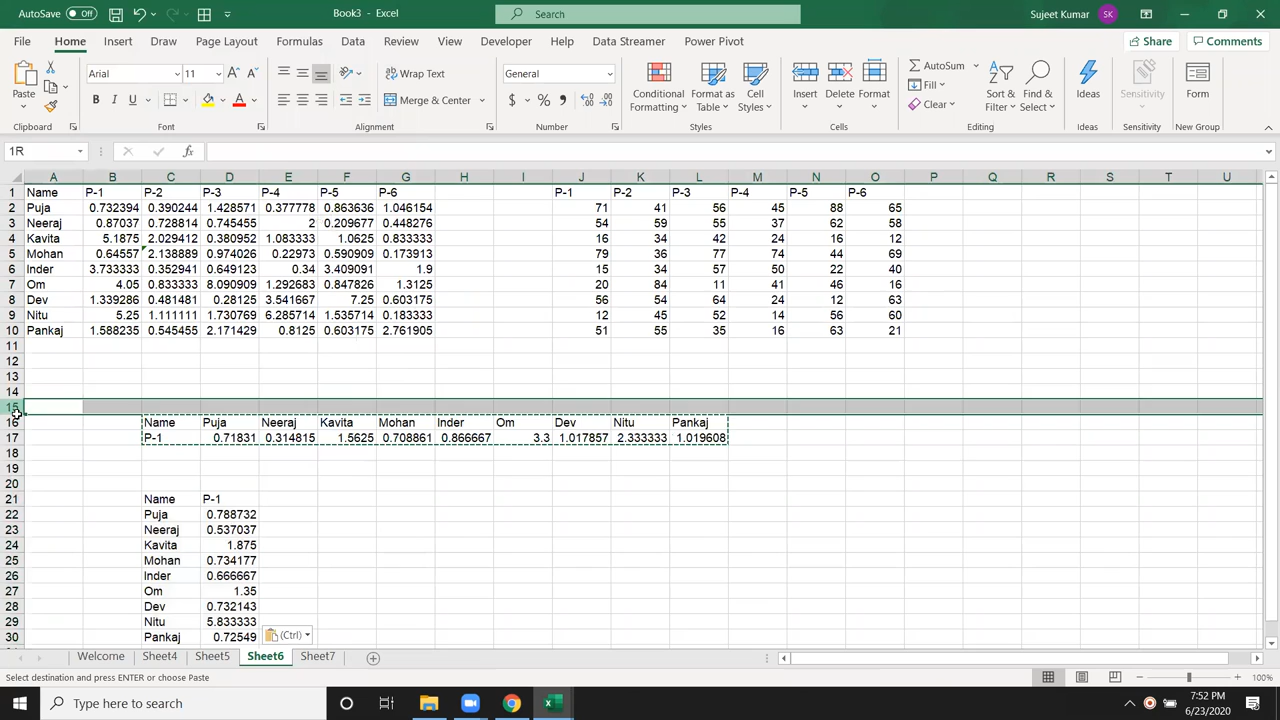 AutoSave Off Book3 - Excel Search Sujeet Kumar SK
File Home Insert Draw Page Layout Formulas Data Review View Developer Help Data Streamer Power Pivot Share Comments
Paste Arial 11 Wrap Text General Conditional Formatting Format as Table Cell Styles Insert Delete Format AutoSum Sort & Filter Find & Select Ideas Sensitivity Form
B I U A Merge & Center $ % Fill Clear
Clipboard Font Alignment Number Styles Cells Editing Ideas Sensitivity New Group
1R fx
A B C D E F G H I J K L M N O P Q R S T U
1 Name P-1 P-2 P-3 P-4 P-5 P-6 P-1 P-2 P-3 P-4 P-5 P-6
2 Puja 0.732394 0.390244 1.428571 0.377778 0.863636 1.046154 71 41 56 45 88 65
3 Neeraj 0.87037 0.728814 0.745455 2 0.209677 0.448276 54 59 55 37 62 58
4 Kavita 5.1875 2.029412 0.380952 1.083333 1.0625 0.833333 16 34 42 24 16 12
5 Mohan 0.64557 2.138889 0.974026 0.22973 0.590909 0.173913 79 36 77 74 44 69
6 Inder 3.733333 0.352941 0.649123 0.34 3.409091 1.9 15 34 57 50 22 40
7 Om 4.05 0.833333 8.090909 1.292683 0.847826 1.3125 20 84 11 41 46 16
8 Dev 1.339286 0.481481 0.28125 3.541667 7.25 0.603175 56 54 64 24 12 63
9 Nitu 5.25 1.111111 1.730769 6.285714 1.535714 0.183333 12 45 52 14 56 60
10 Pankaj 1.588235 0.545455 2.171429 0.8125 0.603175 2.761905 51 55 35 16 63 21
11
12
13
14
15
16 Name Puja Neeraj Kavita Mohan Inder Om Dev Nitu Pankaj
17 P-1 0.71831 0.314815 1.5625 0.708861 0.866667 3.3 1.017857 2.333333 1.019608
18
19
20
21 Name P-1
22 Puja 0.788732
23 Neeraj 0.537037
24 Kavita 1.875
25 Mohan 0.734177
26 Inder 0.666667
27 Om 1.35
28 Dev 0.732143
29 Nitu 5.833333
30 Pankaj 0.72549 (Ctrl)
Welcome Sheet4 Sheet5 Sheet6 Sheet7
Select destination and press ENTER or choose Paste 100%
Type here to search 7:52 PM
6/23/2020